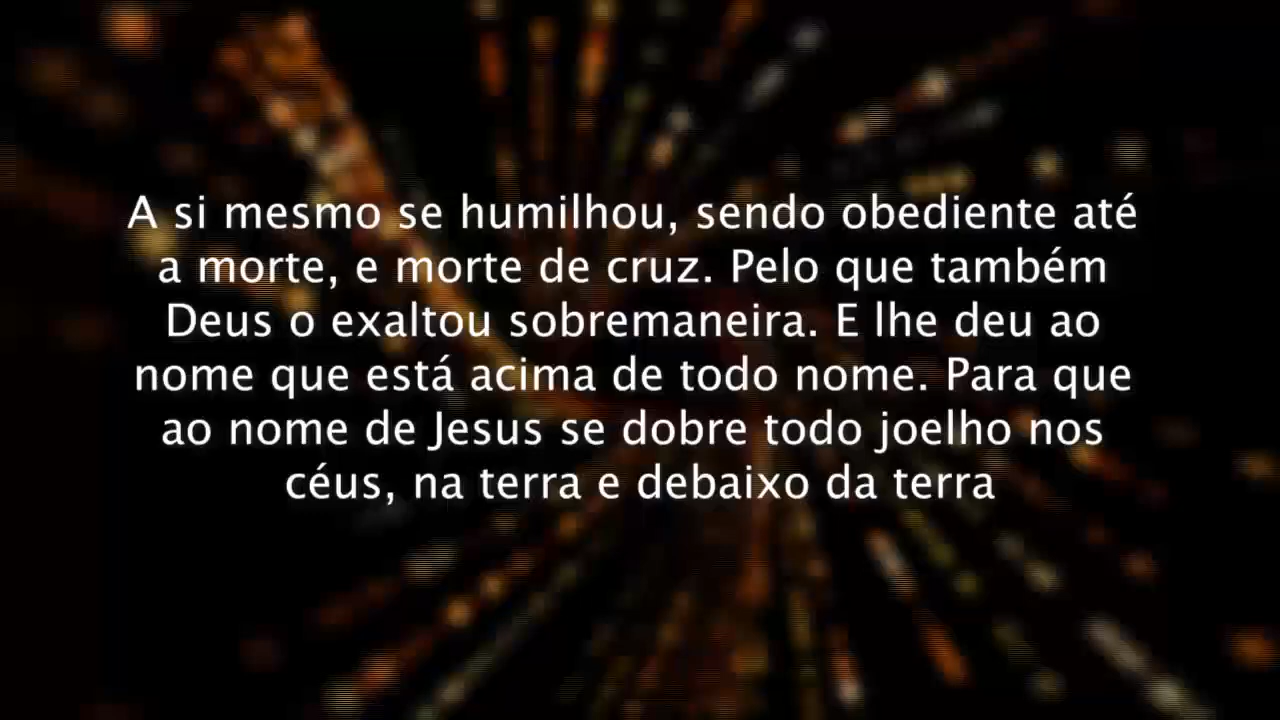 A si mesmo se humilhou, sendo obediente até
a morte, e morte de cruz. Pelo que também
Deus o exaltou sobremaneira. E lhe deu ao
nome que está acima de todo nome. Para que
ao nome de Jesus se dobre todo joelho nos
céus, na terra e debaixo da terra